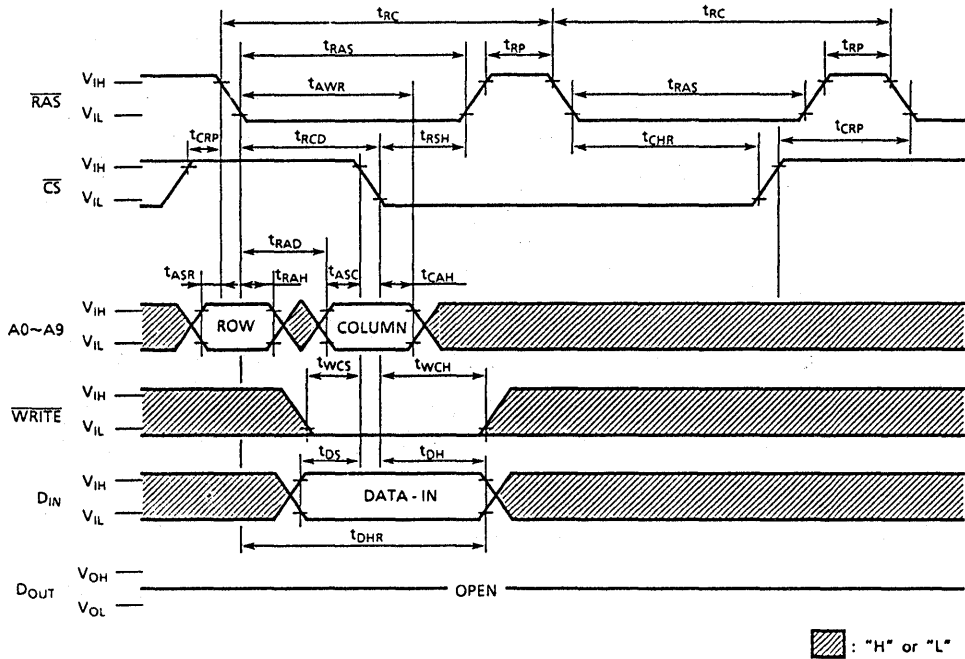 tRC tRC
tRAS tRP tRP
RAS VIH tAWR tRAS
VIL
tCRP tRCD tRSH tCHR tCRP
CS VIH
VIL
tRAD
tASR tRAH tASC tCAH
A0~A9 VIH ROW COLUMN
VIL
tWCS tWCH
WRITE VIH
VIL
tDS tDH
DIN VIH DATA - IN
VIL
tDHR
DOUT VOH OPEN
VOL
: "H" or "L"